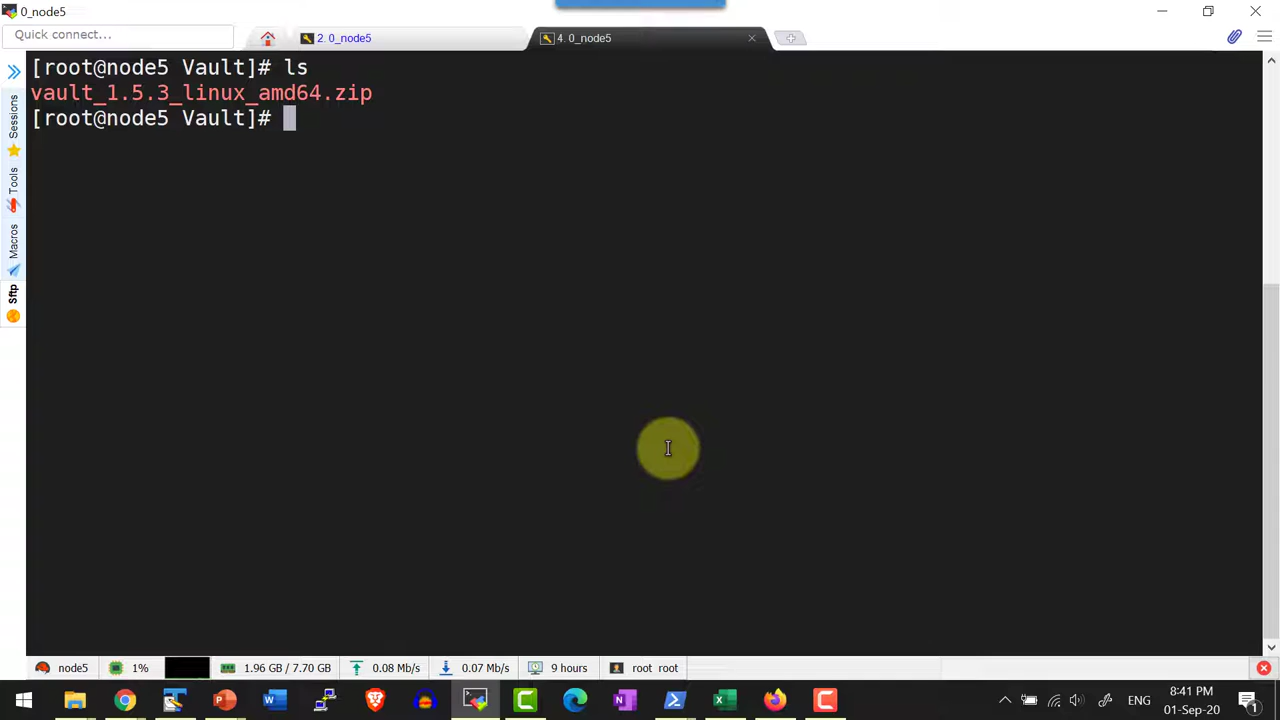 0_node5
Quick connect...
2. 0_node5
4. 0_node5
[root@node5 Vault]# ls
vault_1.5.3_linux_amd64.zip
[root@node5 Vault]#
Sessions
Tools
Macros
Sftp
node5
1%
1.96 GB / 7.70 GB
0.08 Mb/s
0.07 Mb/s
9 hours
root root
ENG
8:41 PM
01-Sep-20
1